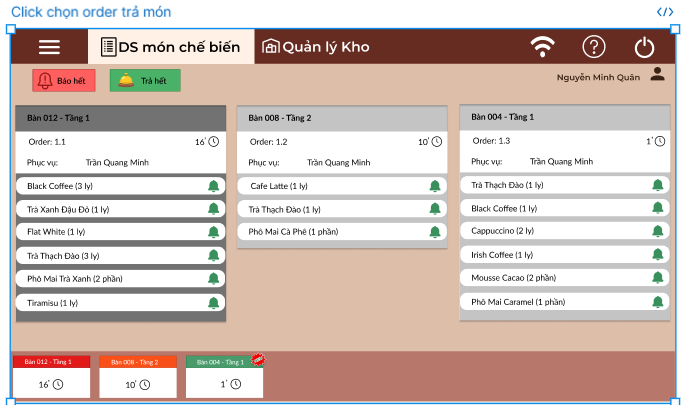 Click chọn order trả món
DS món chế biến
Quản lý Kho
Báo hết
Trả hết
Nguyễn Minh Quân
Bàn 012 - Tầng 1
Order: 1.1
16'
Phục vụ: Trần Quang Minh
Black Coffee (3 ly)
Trà Xanh Đậu Đỏ (1 ly)
Flat White (1 ly)
Trà Thạch Đào (3 ly)
Phô Mai Trà Xanh (2 phần)
Tiramisu (1 ly)
Bàn 008 - Tầng 2
Order: 1.2
10'
Phục vụ: Trần Quang Minh
Cafe Latte (1 ly)
Trà Thạch Đào (1 ly)
Phô Mai Cà Phê (1 phần)
Bàn 004 - Tầng 1
Order: 1.3
1'
Phục vụ: Trần Quang Minh
Trà Thạch Đào (1 ly)
Black Coffee (1 ly)
Cappuccino (2 ly)
Irish Coffee (1 ly)
Mousse Cacao (2 phần)
Phô Mai Caramel (1 phần)
Bàn 012 - Tầng 1
16'
Bàn 008 - Tầng 2
10'
Bàn 004 - Tầng 1
1'